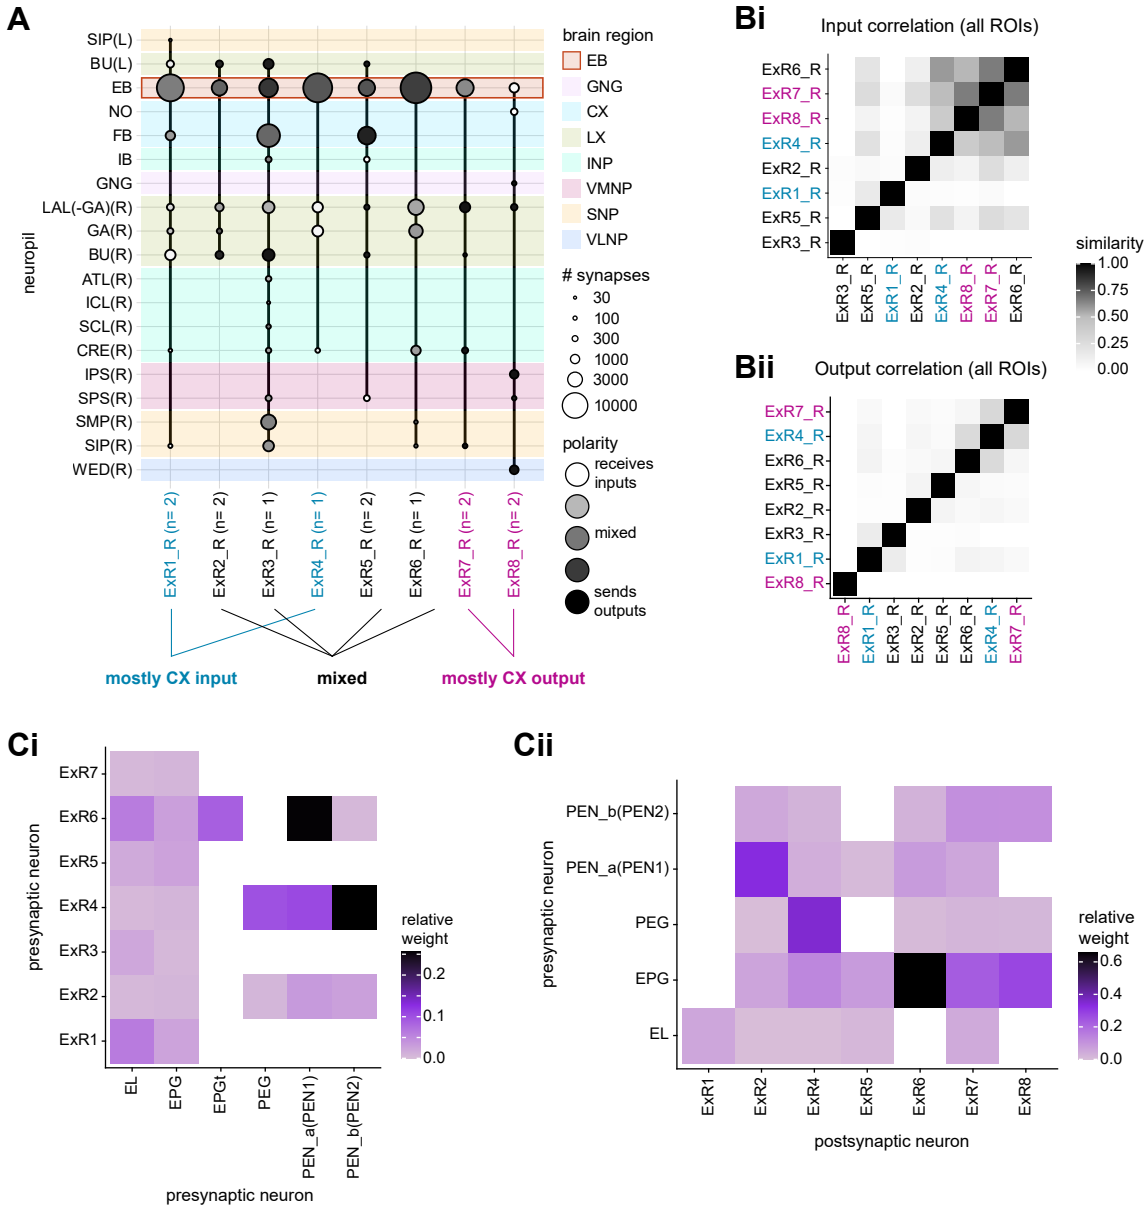 A
SIP(L)
BU(L)
EB
NO
FB
IB
GNG
LAL(-GA)(R)
GA(R)
BU(R)
ATL(R)
ICL(R)
SCL(R)
CRE(R)
IPS(R)
SPS(R)
SMP(R)
SIP(R)
WED(R)
neuropil
ExR1_R (n= 2)
ExR2_R (n= 2)
ExR3_R (n= 1)
ExR4_R (n= 1)
ExR5_R (n= 2)
ExR6_R (n= 1)
ExR7_R (n= 2)
ExR8_R (n= 2)
mostly CX input
mixed
mostly CX output
brain region
EB
GNG
CX
LX
INP
VMNP
SNP
VLNP
# synapses
30
100
300
1000
3000
10000
polarity
receives
inputs
mixed
sends
outputs
Bi
Input correlation (all ROIs)
ExR6_R
ExR7_R
ExR8_R
ExR4_R
ExR2_R
ExR1_R
ExR5_R
ExR3_R
ExR3_R
ExR5_R
ExR1_R
ExR2_R
ExR4_R
ExR8_R
ExR7_R
ExR6_R
similarity
1.00
0.75
0.50
0.25
0.00
Bii
Output correlation (all ROIs)
ExR7_R
ExR4_R
ExR6_R
ExR5_R
ExR2_R
ExR3_R
ExR1_R
ExR8_R
ExR8_R
ExR1_R
ExR3_R
ExR2_R
ExR5_R
ExR6_R
ExR4_R
ExR7_R
Ci
ExR7
ExR6
ExR5
ExR4
ExR3
ExR2
ExR1
presynaptic neuron
EL
EPG
EPGt
PEG
PEN_a(PEN1)
PEN_b(PEN2)
presynaptic neuron
relative
weight
0.2
0.1
0.0
Cii
PEN_b(PEN2)
PEN_a(PEN1)
PEG
EPG
EL
presynaptic neuron
ExR1
ExR2
ExR4
ExR5
ExR6
ExR7
ExR8
postsynaptic neuron
relative
weight
0.6
0.4
0.2
0.0